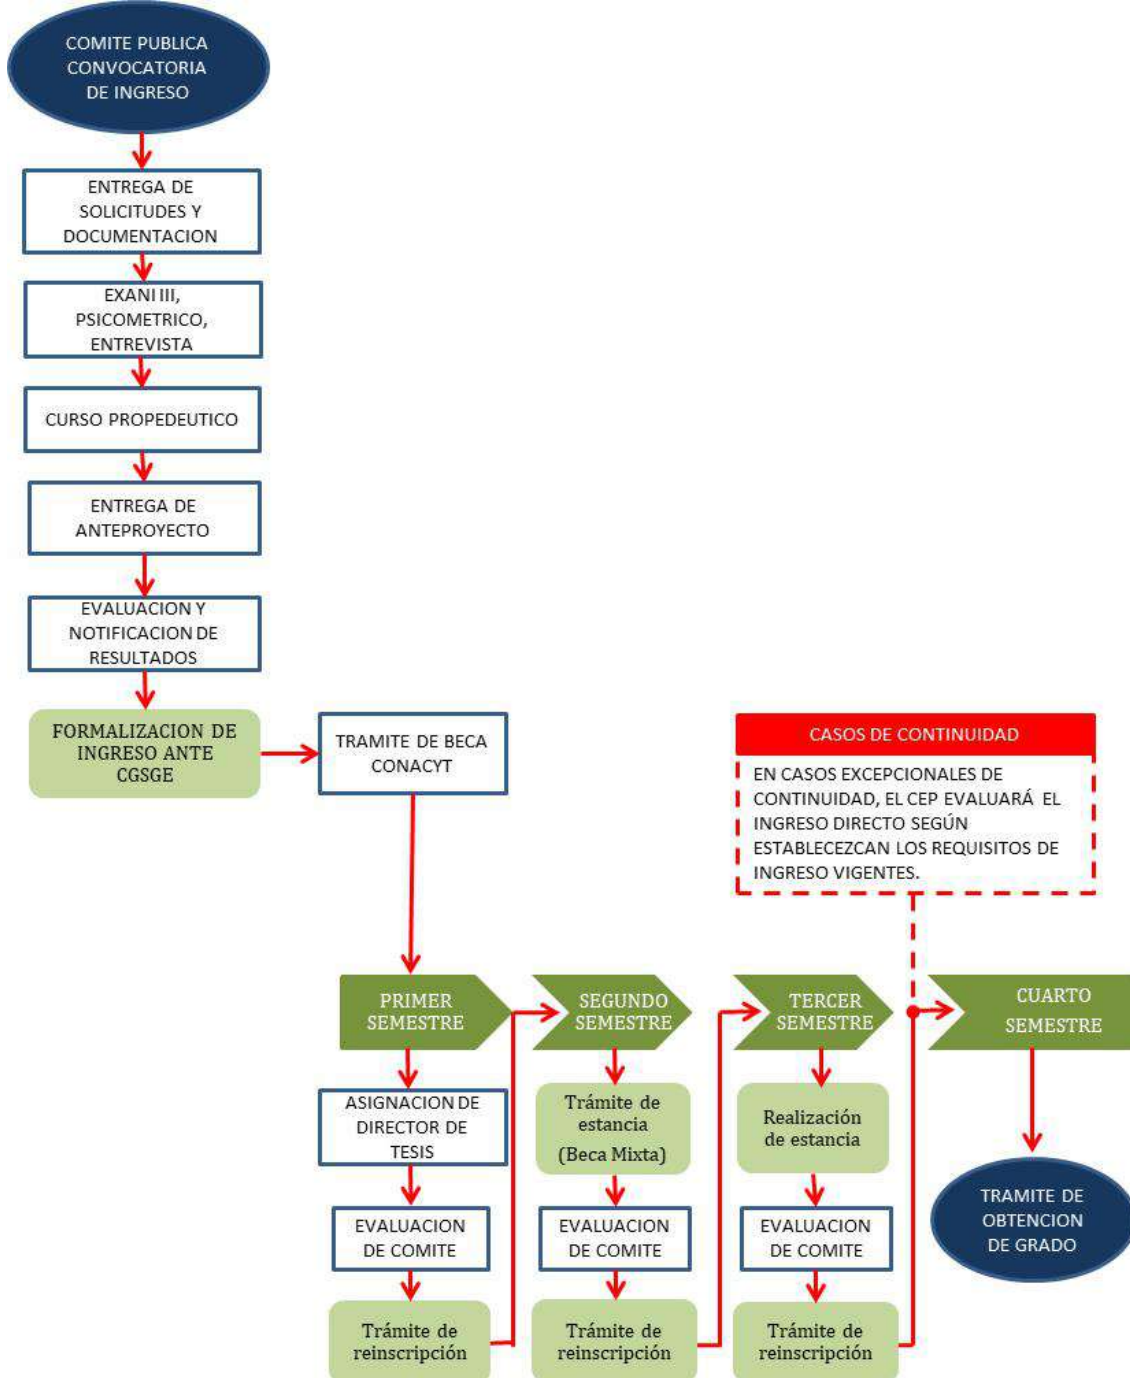 COMITE PUBLICA
CONVOCATORIA
DE INGRESO
ENTREGA DE
SOLICITUDES Y
DOCUMENTACION
EXANI III,
PSICOMETRICO,
ENTREVISTA
CURSO PROPEDEUTICO
ENTREGA DE
ANTEPROYECTO
EVALUACION Y
NOTIFICACION DE
RESULTADOS
FORMALIZACION DE
INGRESO ANTE
CGSGE
TRAMITE DE BECA
CONACYT
CASOS DE CONTINUIDAD
EN CASOS EXCEPCIONALES DE
CONTINUIDAD, EL CEP EVALUARÁ EL
INGRESO DIRECTO SEGÚN
ESTABLECEZCAN LOS REQUISITOS DE
INGRESO VIGENTES.
PRIMER
SEMESTRE
ASIGNACION DE
DIRECTOR DE
TESIS
EVALUACION
DE COMITE
Trámite de
reinscripción
SEGUNDO
SEMESTRE
Trámite de
estancia
(Beca Mixta)
EVALUACION
DE COMITE
Trámite de
reinscripción
TERCER
SEMESTRE
Realización
de estancia
EVALUACION
DE COMITE
Trámite de
reinscripción
CUARTO
SEMESTRE
TRAMITE DE
OBTENCION
DE GRADO